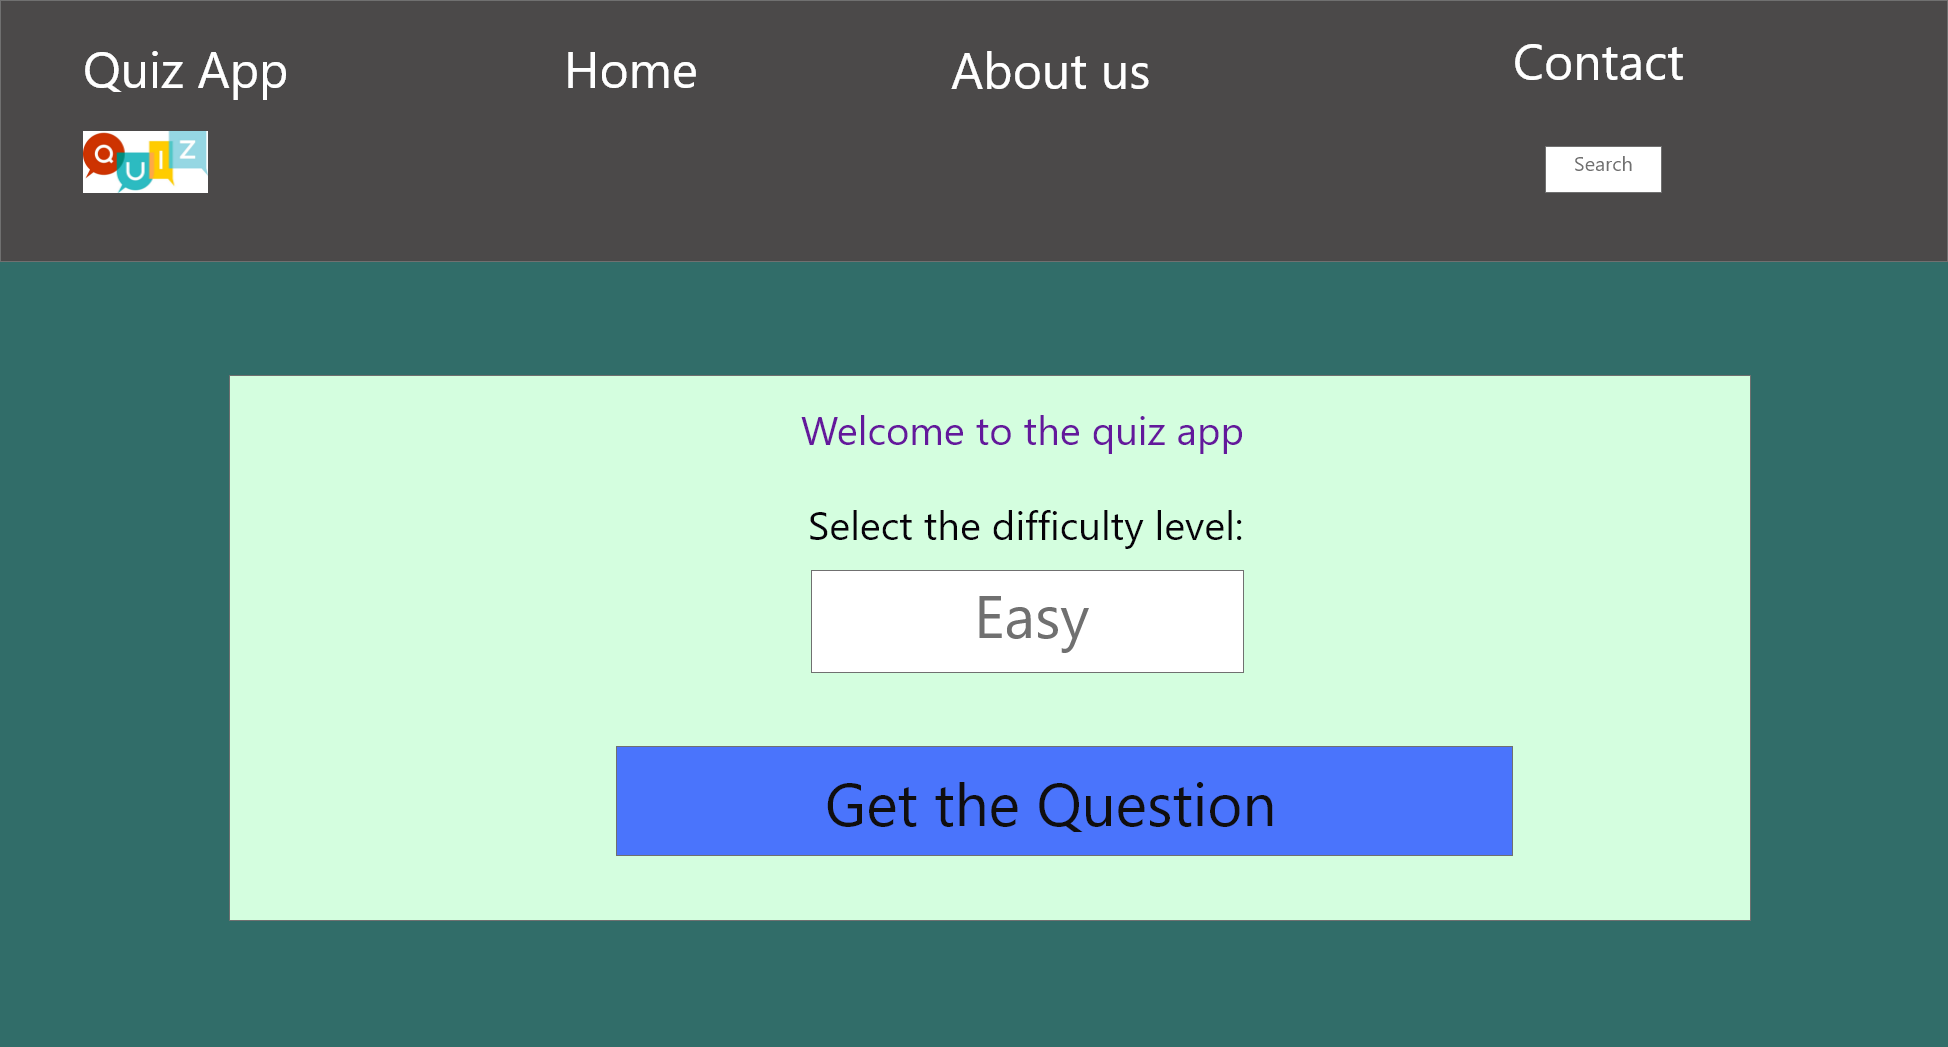 Quiz App
Home
About us
Contact
QUIZ
Search
Welcome to the quiz app
Select the difficulty level:
Easy
Get the Question